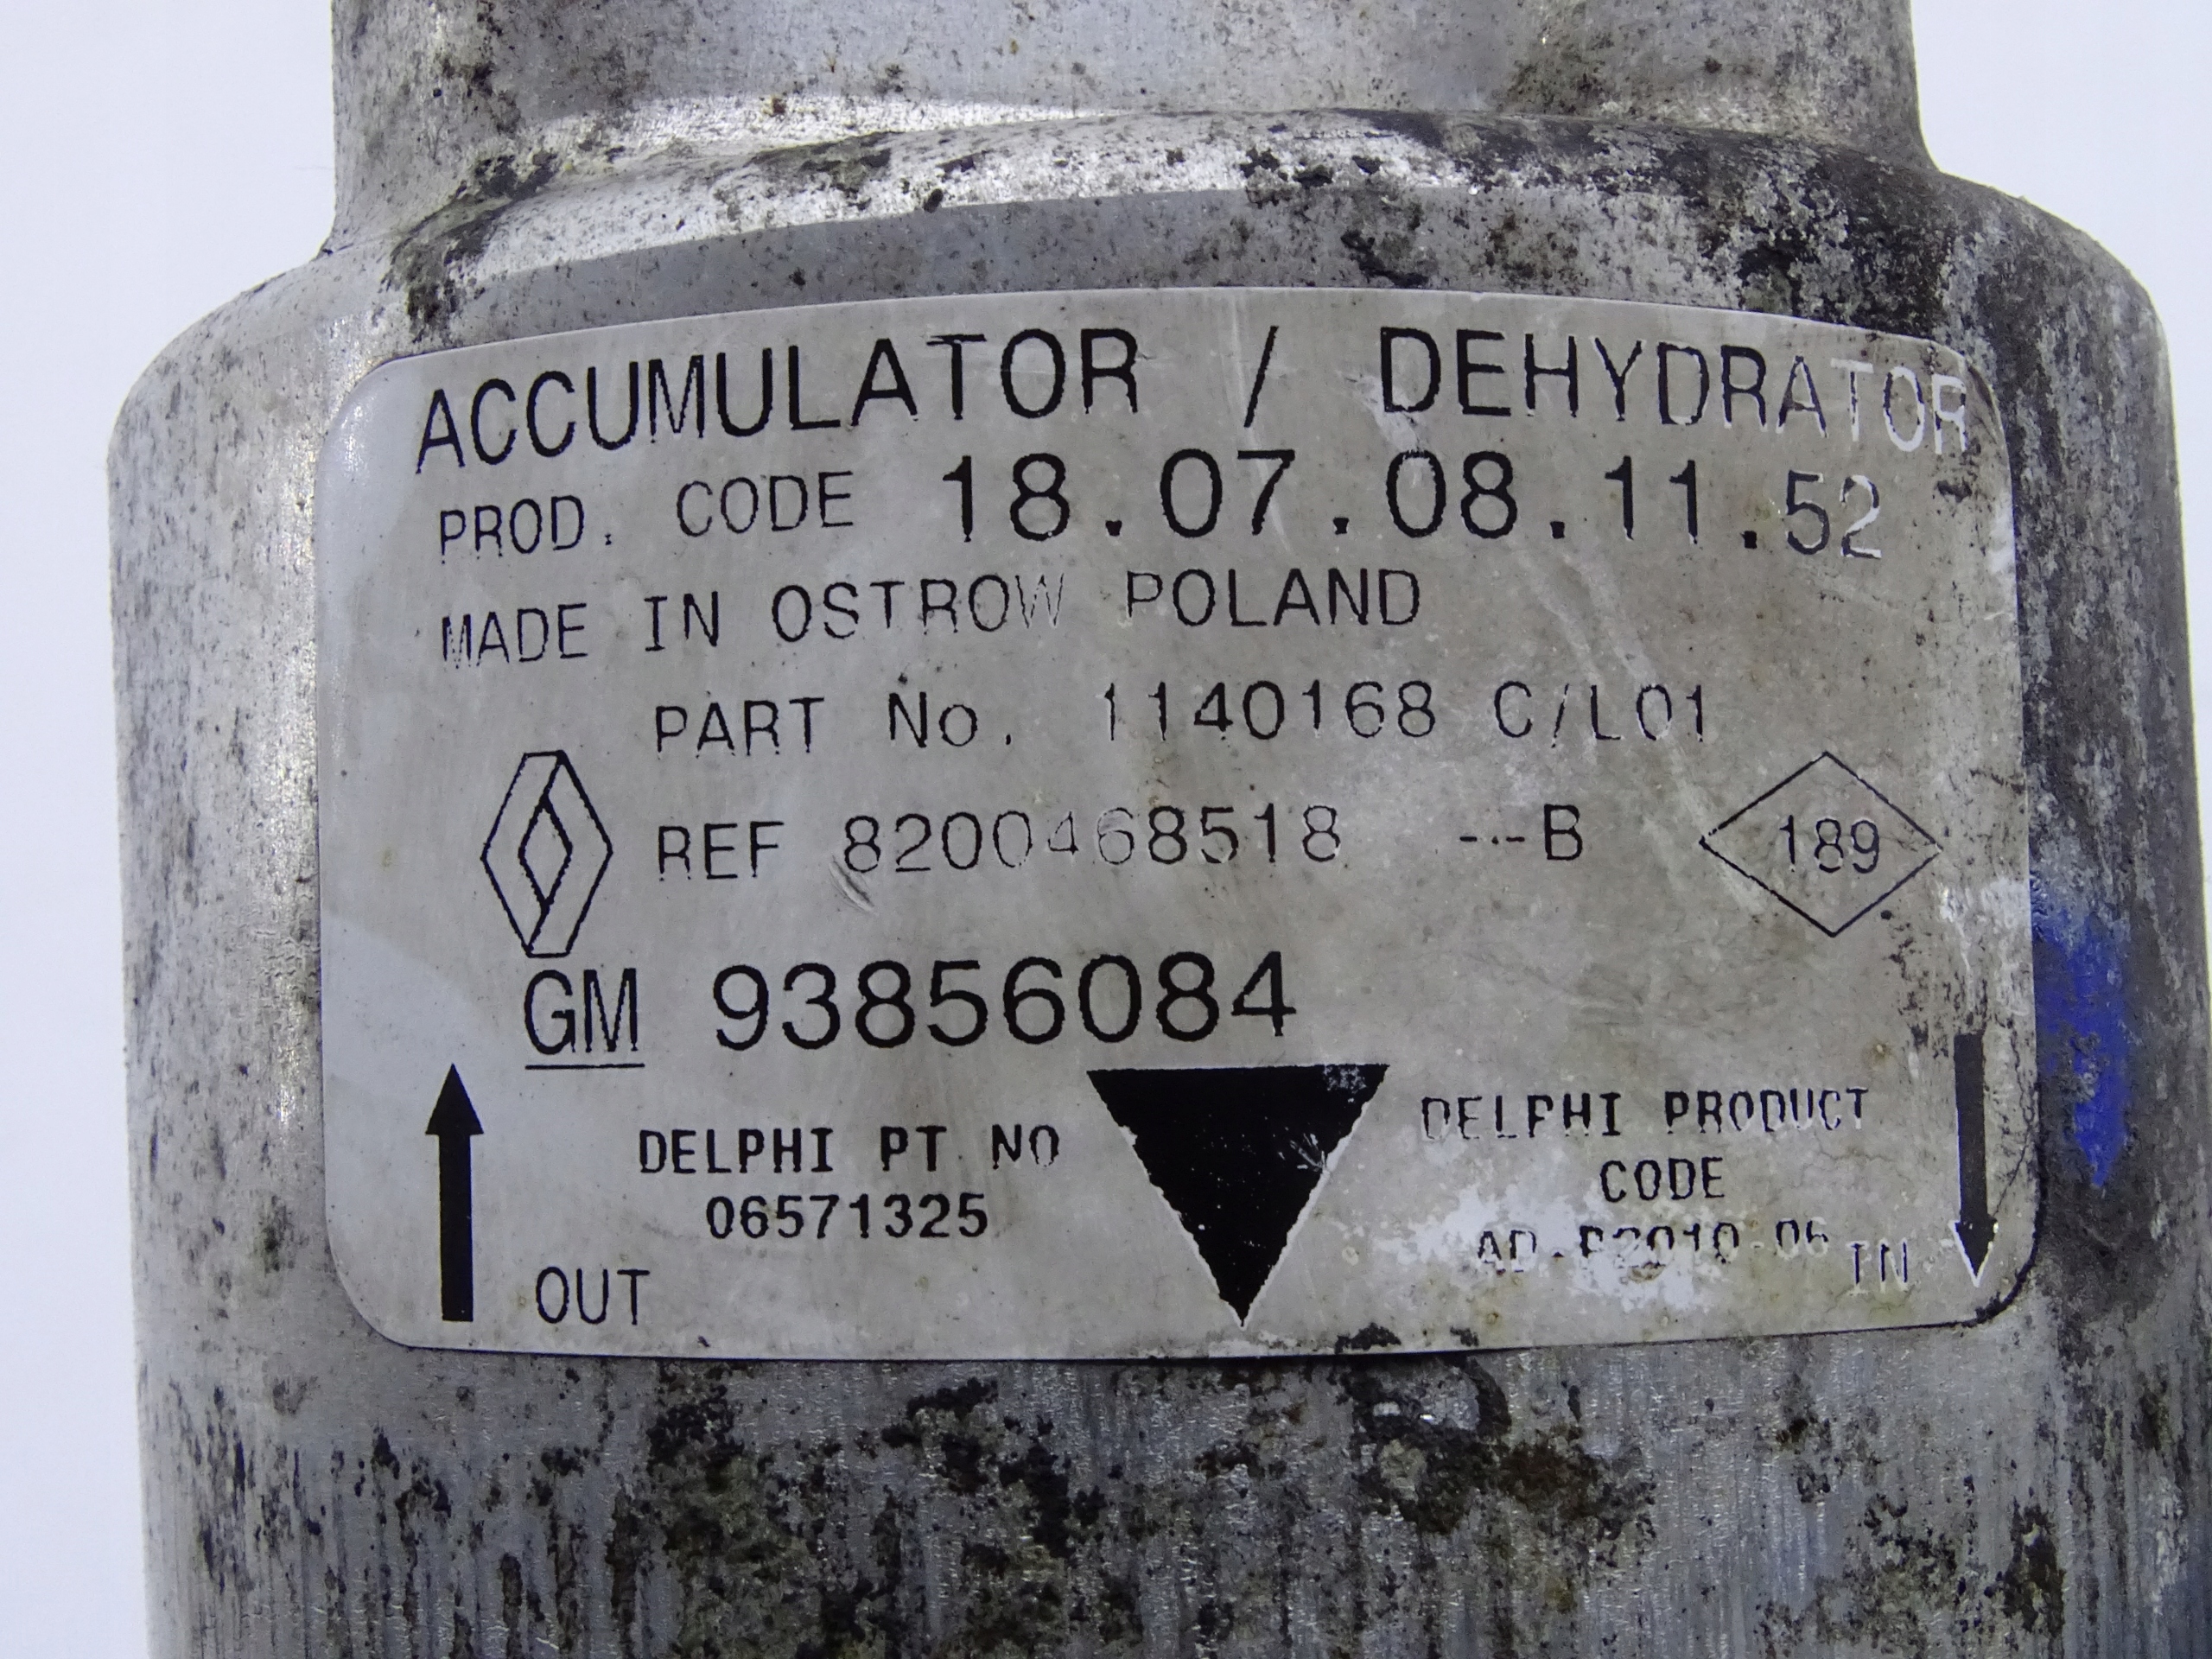 ACCUMULATOR / DEHYDRATOR
PROD. CODE 18.07.08.11.52
MADE IN OSTROW POLAND
PART No. 1140168 C/L01
REF 8200468518 ---B
189
GM 93856084
DELPHI PT NO
06571325
DELPHI PRODUCT
CODE
OUT
IN